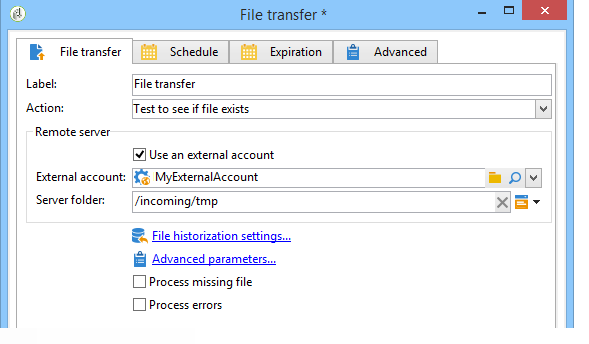 File transfer *
File transfer Schedule Expiration Advanced
Label: File transfer
Action: Test to see if file exists
Remote server
Use an external account
External account: MyExternalAccount
Server folder: /incoming/tmp
File historization settings...
Advanced parameters...
Process missing file
Process errors